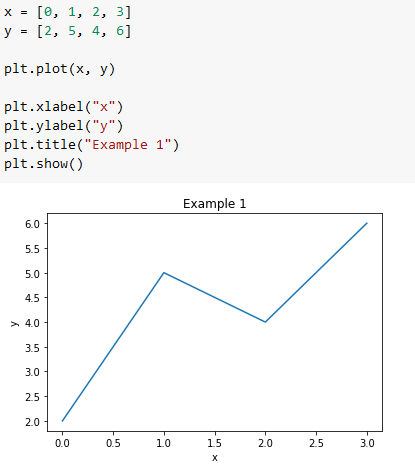 x = [0, 1, 2, 3]
y = [2, 5, 4, 6]
plt.plot(x, y)
plt.xlabel("x")
plt.ylabel("y")
plt.title("Example 1")
plt.show()
Example 1
6.0
5.5
5.0
4.5
4.0
3.5
3.0
2.5
2.0
y
0.0 0.5 1.0 1.5 2.0 2.5 3.0
x